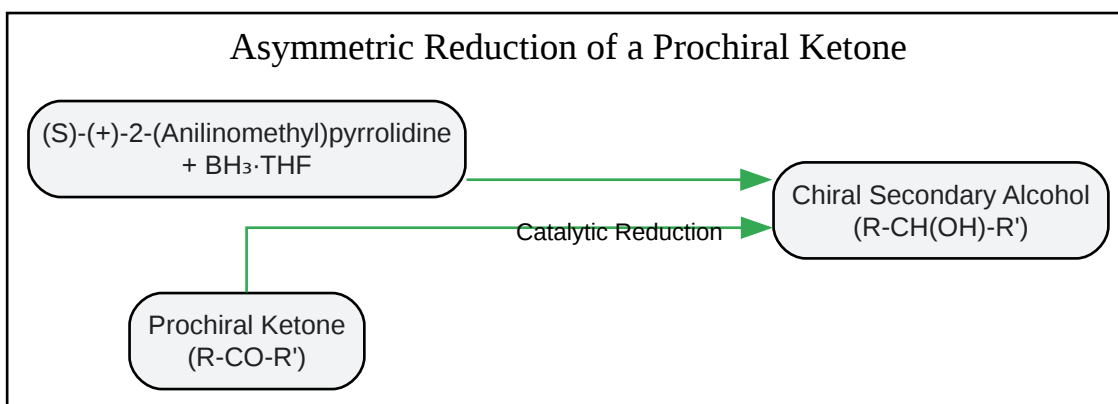 Asymmetric Reduction of a Prochiral Ketone
(S)-(+)-2-(Anilinomethyl)pyrrolidine
+ BH₃·THF
Chiral Secondary Alcohol
(R-CH(OH)-R')
Catalytic Reduction
Prochiral Ketone
(R-CO-R')